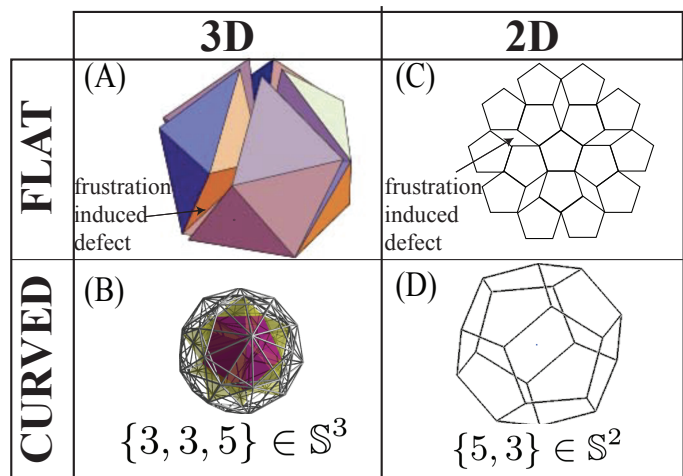 3D
2D
FLAT
(A)
frustration
induced
defect
(C)
frustration
induced
defect
CURVED
(B)
{3, 3, 5} ∈ 𝕊³
(D)
{5, 3} ∈ 𝕊²